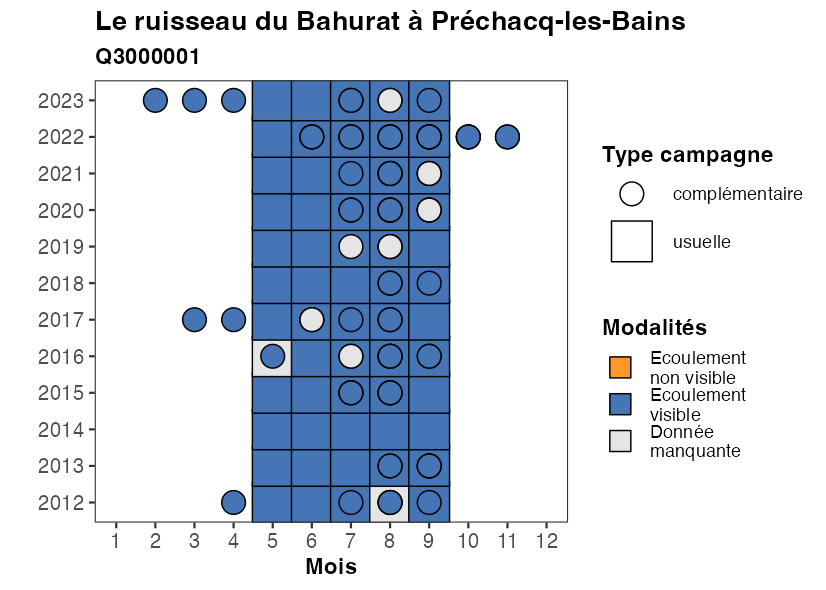 Le ruisseau du Bahurat à Préchacq-les-Bains
Q3000001
2023
2022
2021
2020
2019
2018
2017
2016
2015
2014
2013
2012
1 2 3 4 5 6 7 8 9 10 11 12
Mois
Type campagne
complémentaire
usuelle
Modalités
Ecoulement
non visible
Ecoulement
visible
Donnée
manquante